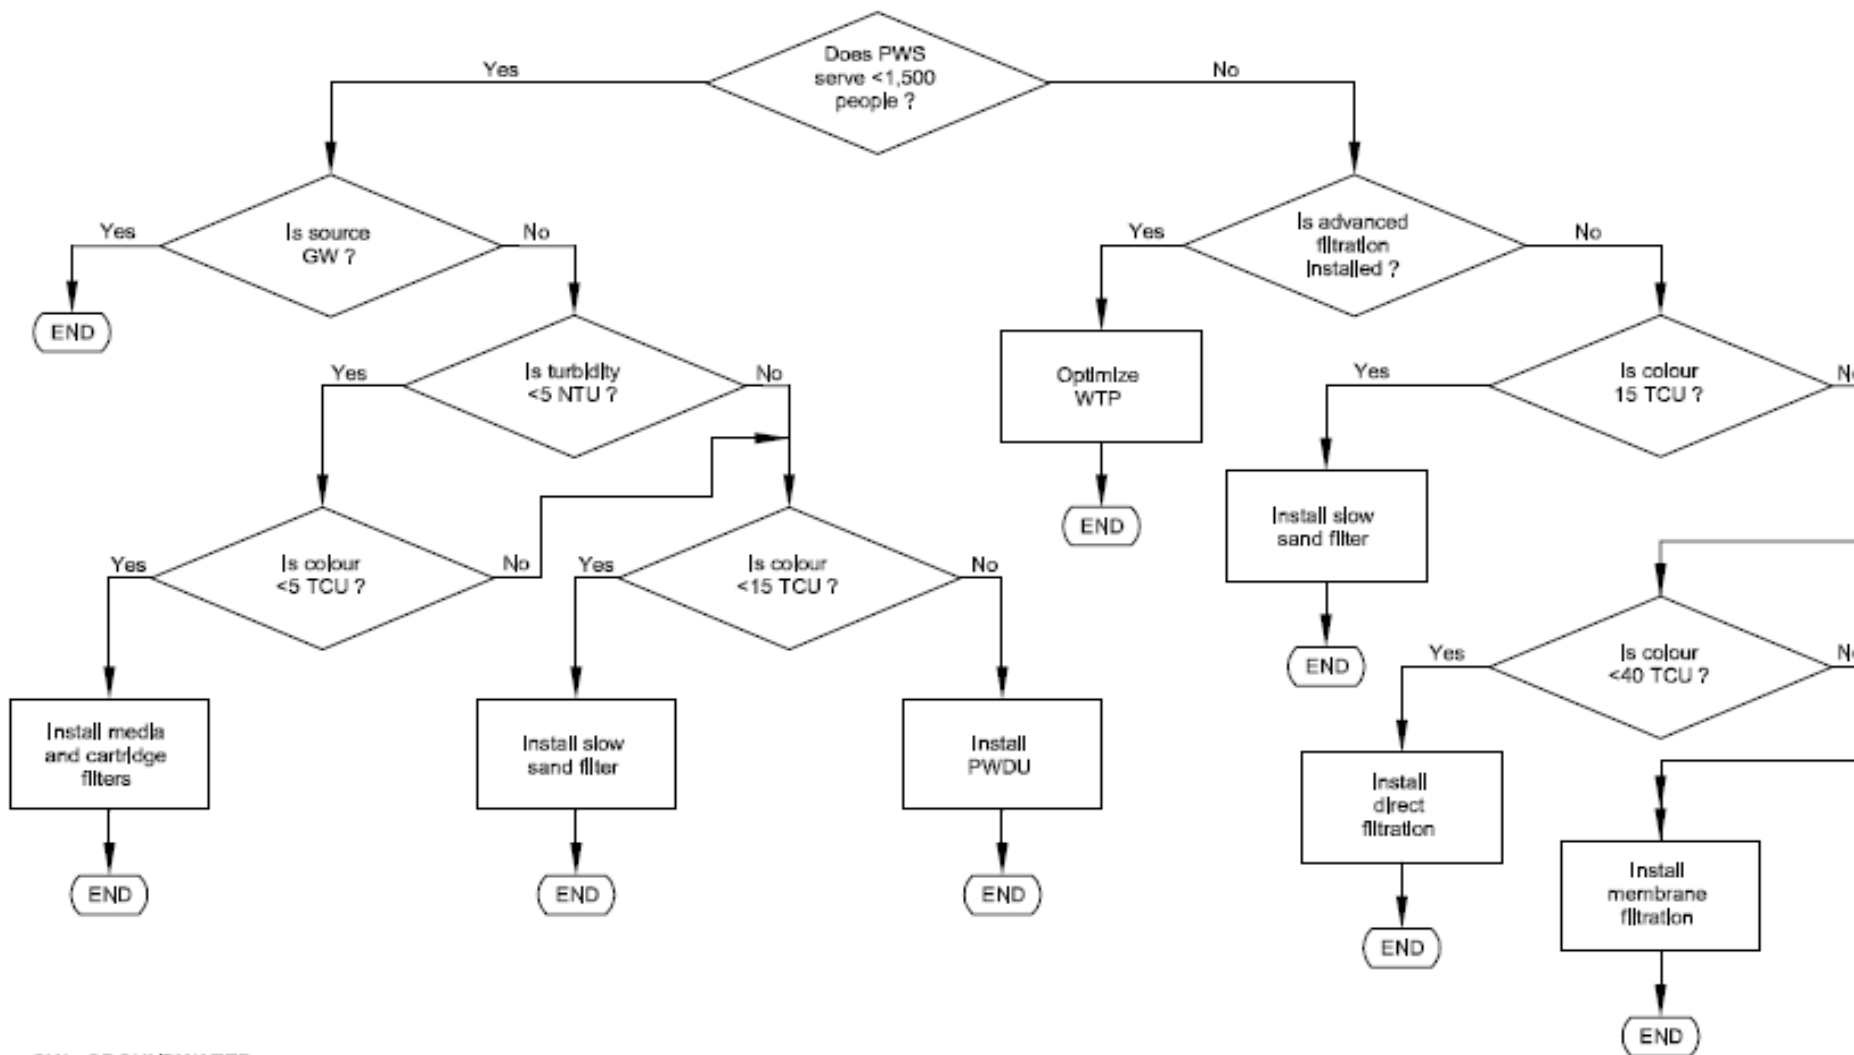 Does PWS
serve <1,500
people ?
Yes
No
Is source
GW ?
Yes
No
Is advanced
filtration
installed ?
Yes
No
END
Is turbidity
<5 NTU ?
Yes
No
Optimize
WTP
Is colour
15 TCU ?
Yes
No
END
Install slow
sand filter
Is colour
<5 TCU ?
Yes
No
Is colour
<15 TCU ?
Yes
No
END
Is colour
<40 TCU ?
Yes
No
Install media
and cartridge
filters
Install slow
sand filter
Install
PWDU
Install
direct
filtration
Install
membrane
filtration
END
END
END
END
END